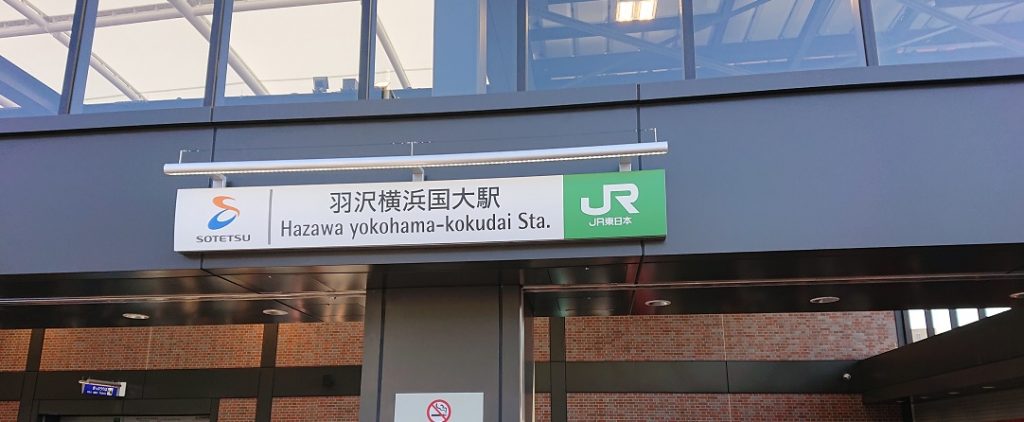 羽沢横浜国大駅
Hazawa yokohama-kokudai Sta.
SOTETSU
JR
JR東日本